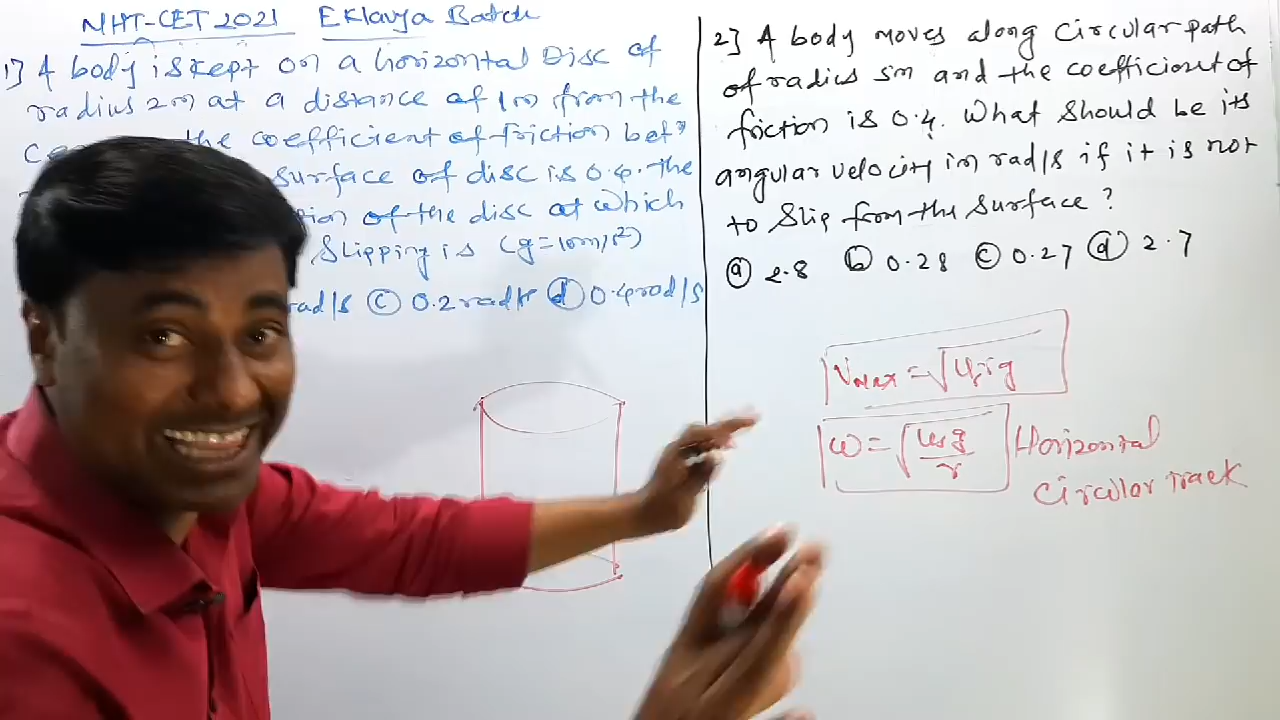 MHT-CET 2021 Eklavya Batch
1] A body is kept on a horizontal Disc of
radius 2m at a distance of 1m from the
the coefficient of friction betn
surface of disc is 0.4. the
of the disc at which
slipping is (g=10m/s²)
rad/s (c) 0.2 rad/s (d) 0.4 rad/s
2] A body moves along circular path
of radius 5m and the coefficient of
friction is 0.4. What should be its
angular velocity in rad/s if it is not
to slip from the surface?
(a) 2.8 (b) 0.28 (c) 0.27 (d) 2.7
Vmax = √μsrg
ω = √μsg/r Horizontal
circular track